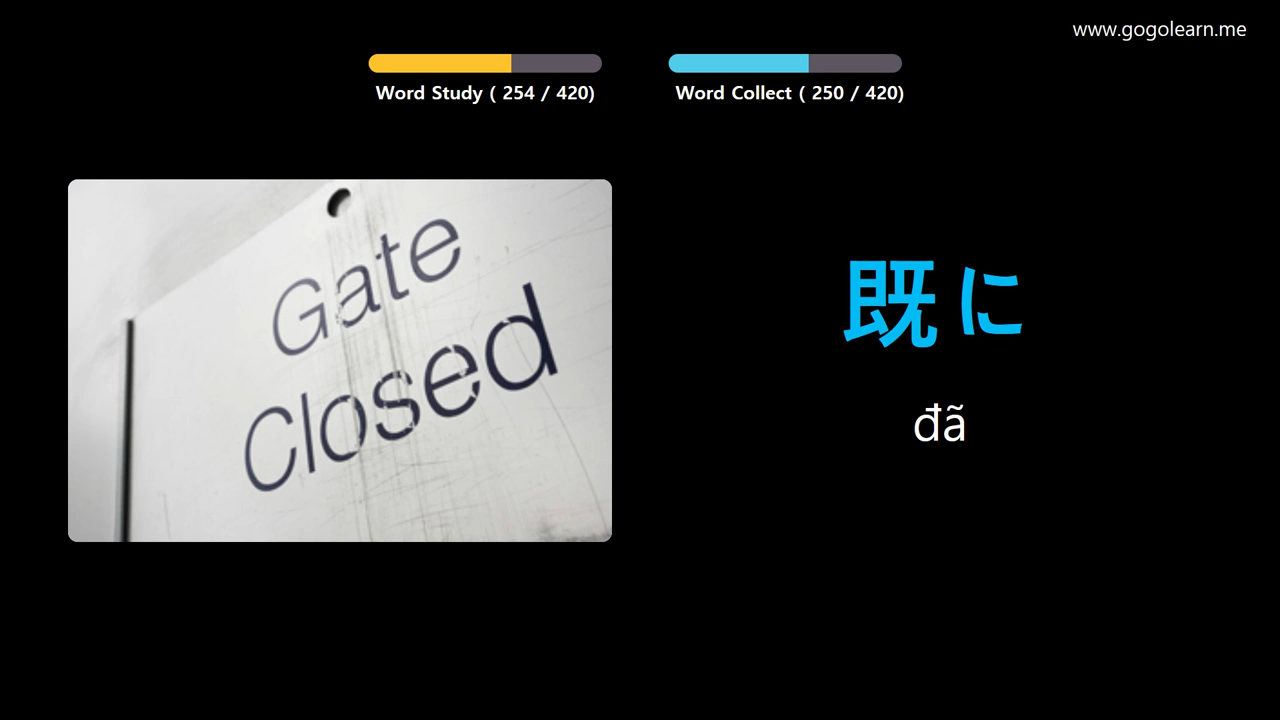 www.gogolearn.me
Word Study ( 254 / 420)
Word Collect ( 250 / 420)
Gate
Closed
既に
đã